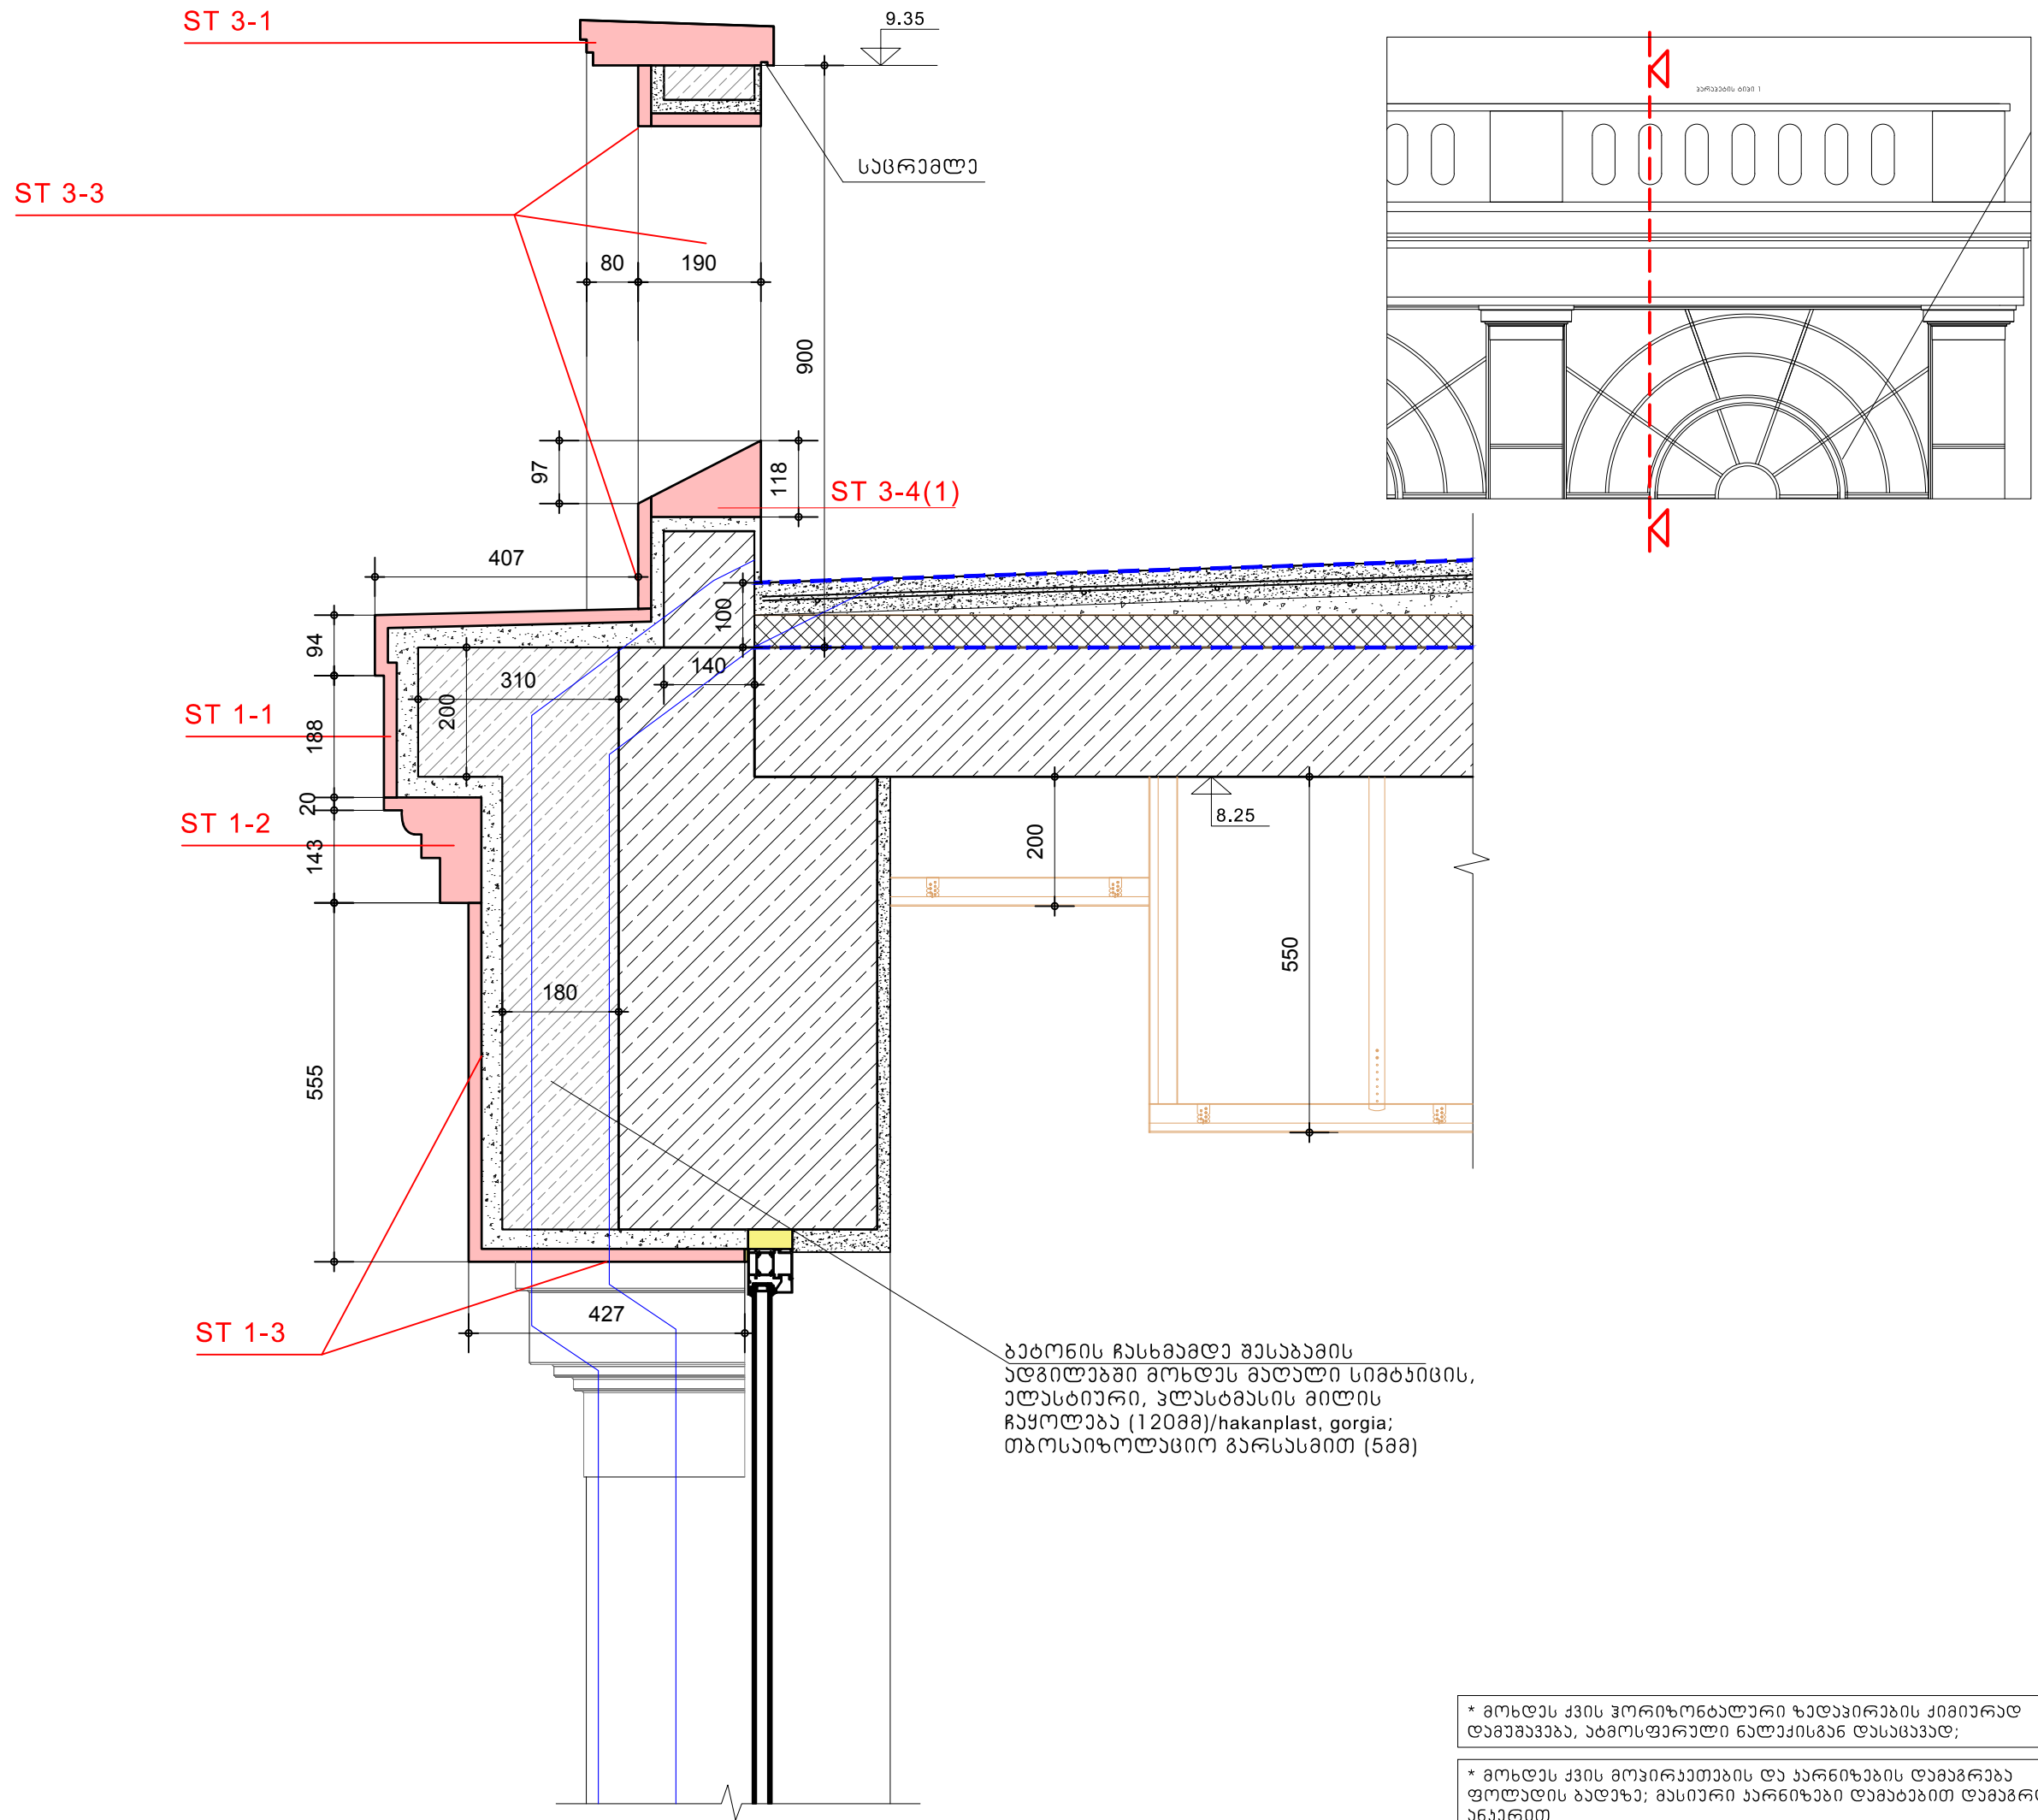 ST 3-1
9.35
პარაპეტის ტიპი 1
საცრემლე
ST 3-3
80
190
900
97
118
ST 3-4(1)
407
100
94
140
310
200
ST 1-1
188
20
8.25
ST 1-2
200
143
550
180
555
427
ST 1-3
ბეტონის ჩასხმამდე შესაბამის
ადგილებში მოხდეს მაღალი სიმტკიცის,
ელასტიური, პლასტმასის მილის
ჩაყოლება (120მმ)/hakanplast, gorgia;
თბოსაიზოლაციო გარსასმით (5მმ)
* მოხდეს ქვის ჰორიზონტალური ზედაპირების ქიმიურად
დამუშავება, ატმოსფერული ნალექისგან დასაცავად;
* მოხდეს ქვის მოპირკეთების და კარნიზების დამაგრება
ფოლადის ბადეზე; მასიური კარნიზები დამატებით
ანკერით